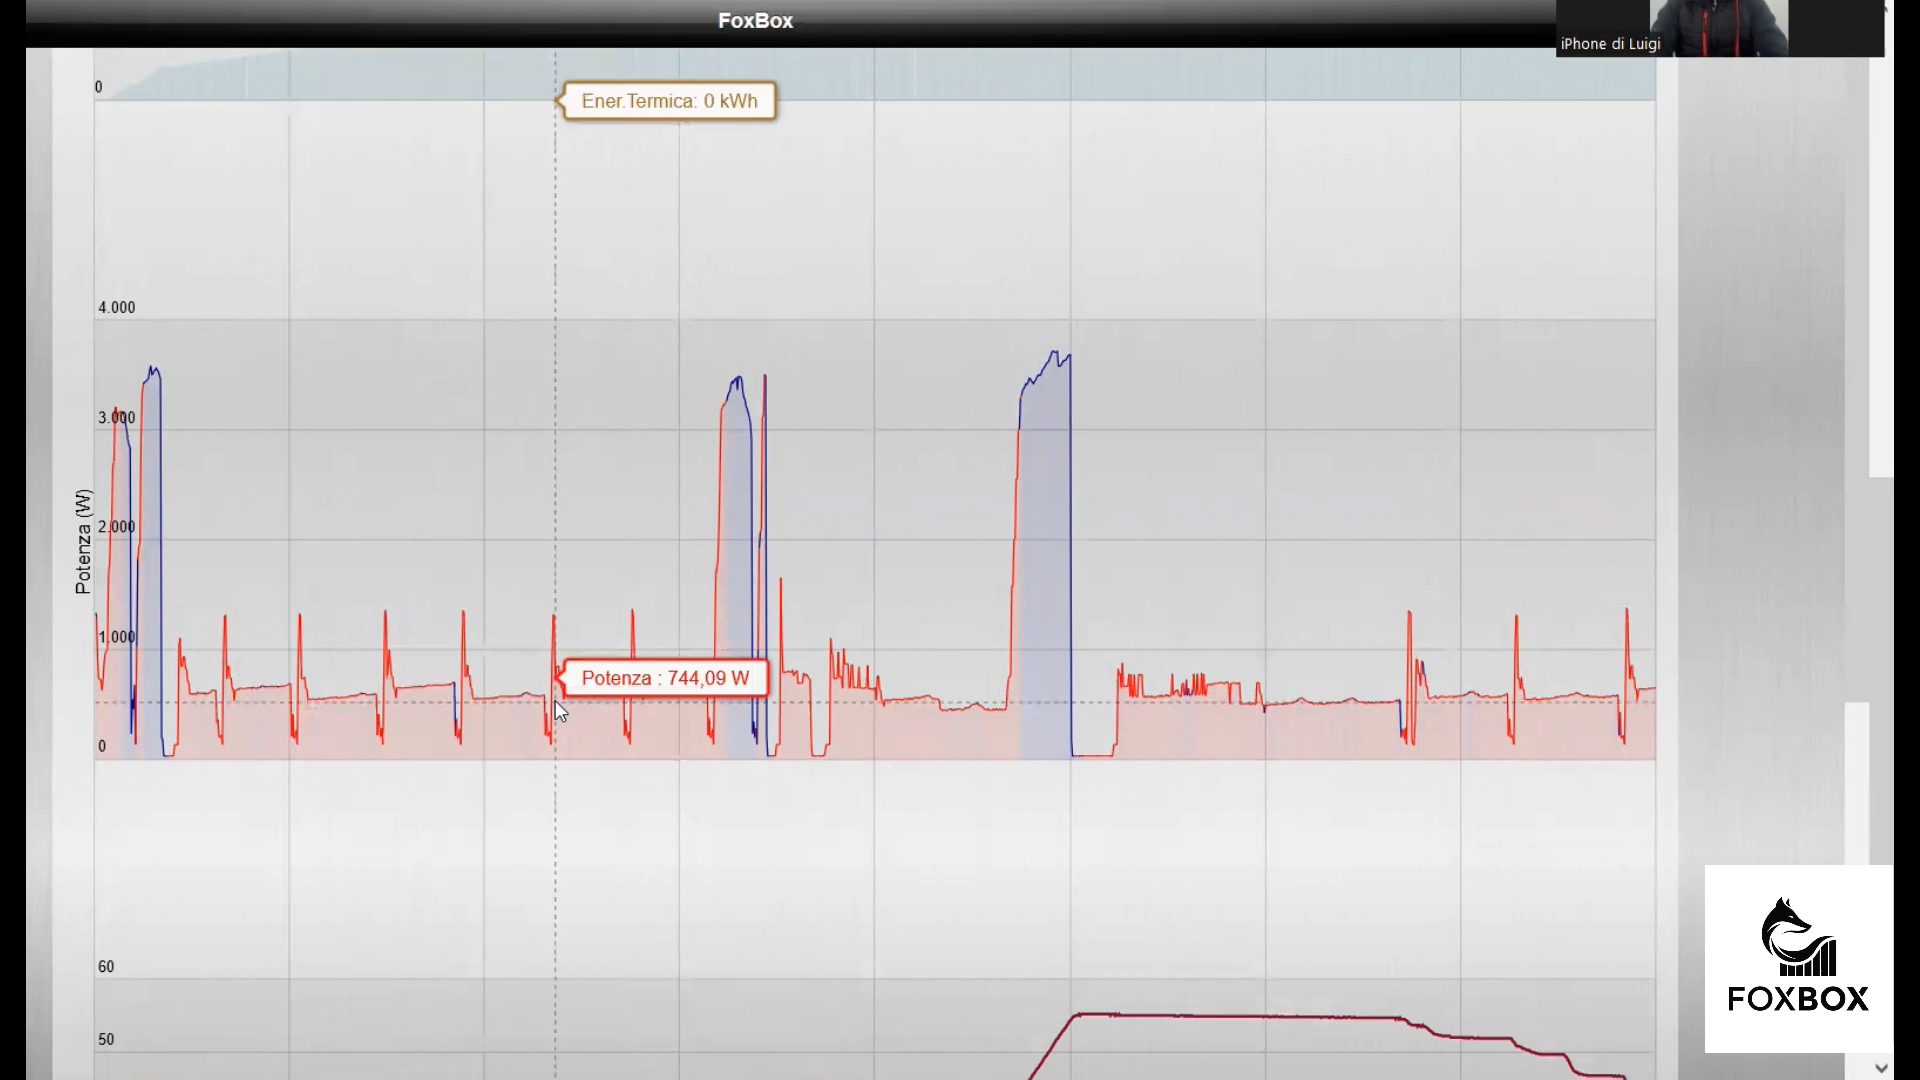 FoxBox
iPhone di Luigi
0
Ener.Termica: 0 kWh
4.000
3.000
Potenza (W)
2.000
1.000
Potenza : 744,09 W
0
60
FOXBOX
50